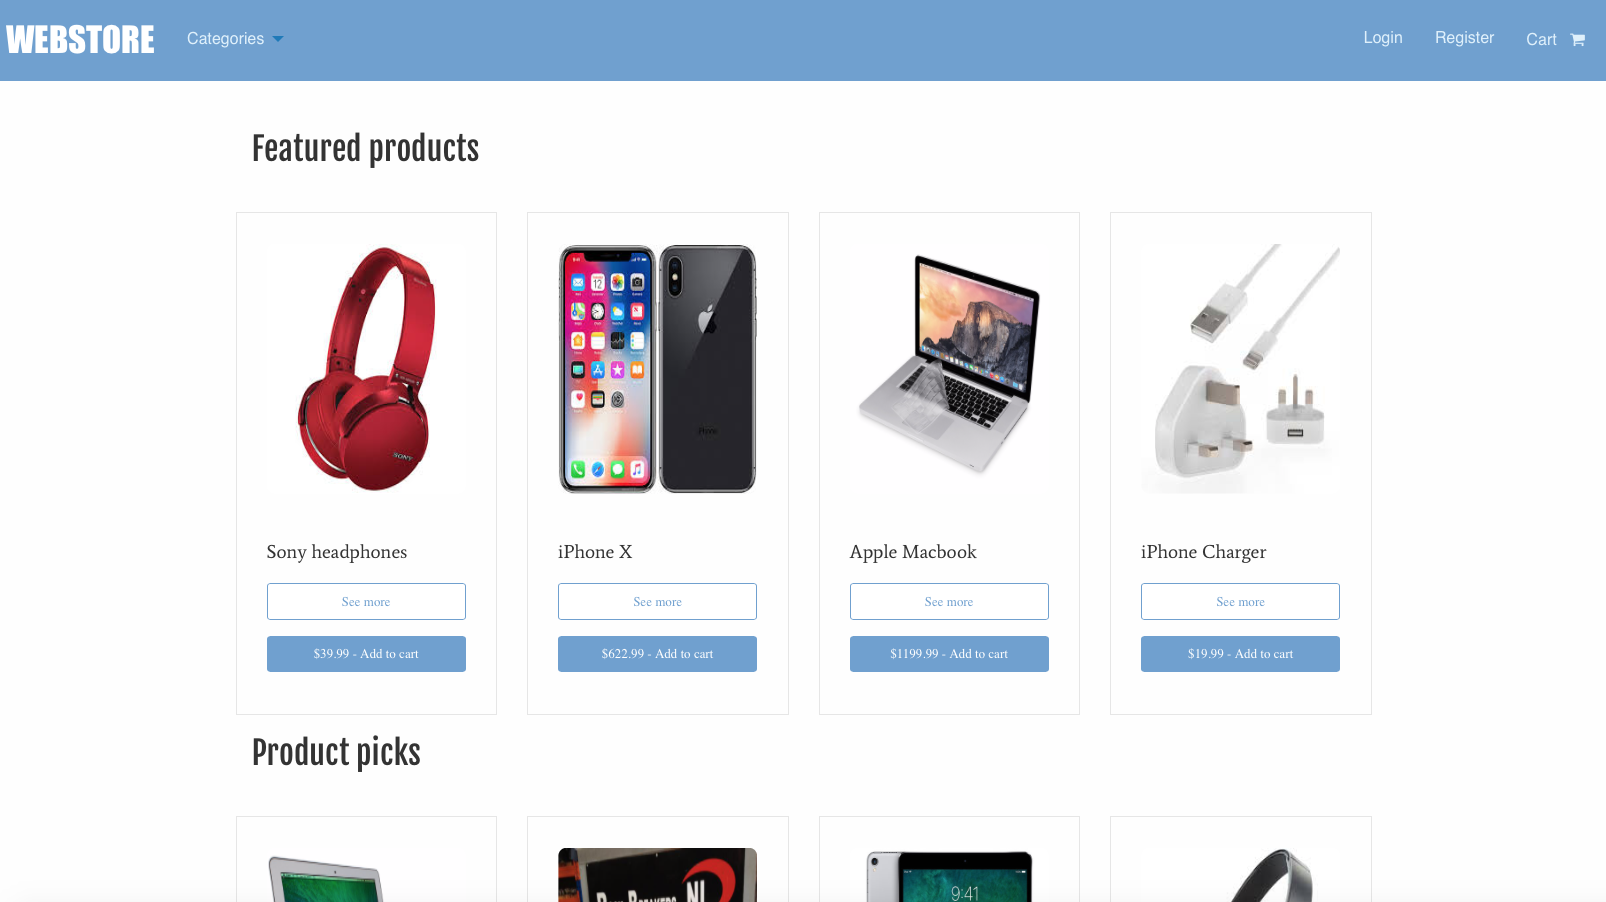 WEBSTORE
Categories
Login
Register
Cart
Featured products
SONY
iPhone
Sony headphones
iPhone X
Apple Macbook
iPhone Charger
See more
See more
See more
See more
$39.99 - Add to cart
$622.99 - Add to cart
$1199.99 - Add to cart
$19.99 - Add to cart
Product picks
9:41